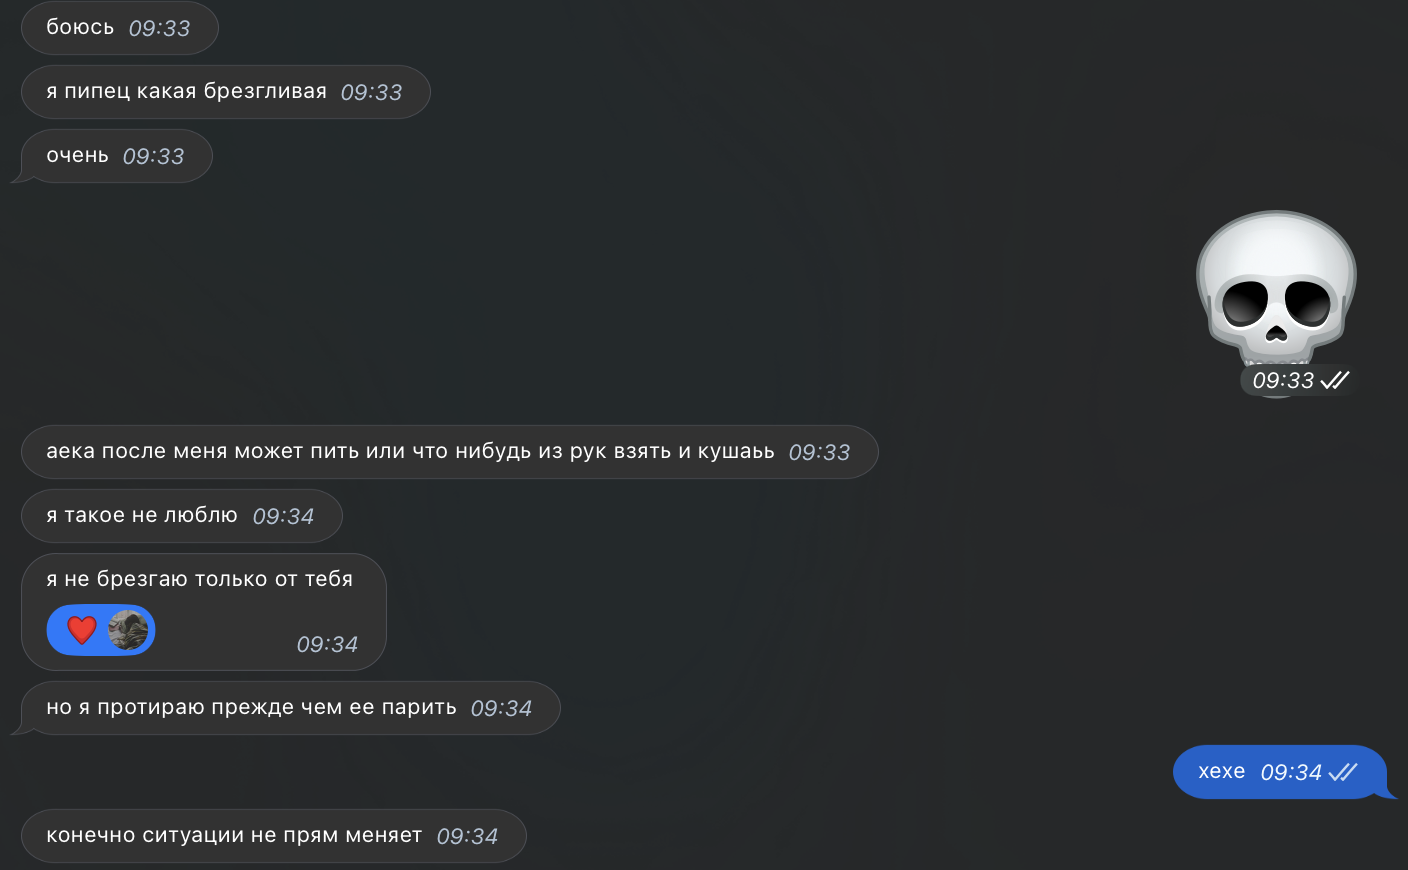 боюсь 09:33
я пипец какая брезгливая 09:33
очень 09:33
09:33
аека после меня может пить или что нибудь из рук взять и кушаьь 09:33
я такое не люблю 09:34
я не брезгаю только от тебя
09:34
но я протираю прежде чем ее парить 09:34
хехе 09:34
конечно ситуации не прям меняет 09:34